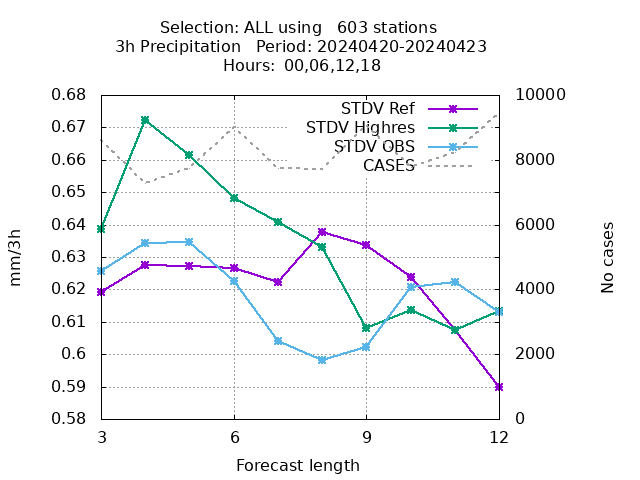 Selection: ALL using   603 stations
3h Precipitation   Period: 20240420-20240423
Hours:  00,06,12,18
STDV Ref
STDV Highres
STDV OBS
CASES
0.68
0.67
0.66
0.65
0.64
0.63
0.62
0.61
0.6
0.59
0.58
10000
8000
6000
4000
2000
0
mm/3h
No cases
3 6 9 12
Forecast length